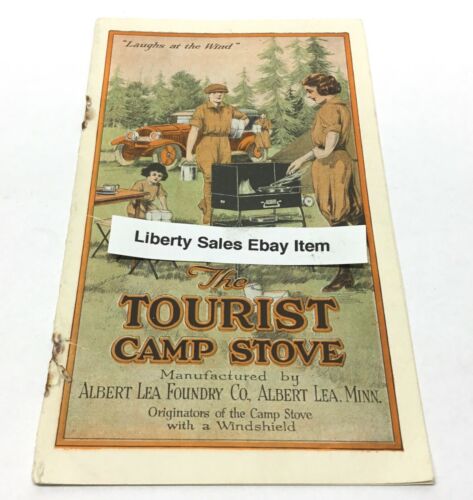 "Laughs at the Wind"
Liberty Sales Ebay Item
The
TOURIST
CAMP STOVE
Manufactured by
ALBERT LEA FOUNDRY CO., ALBERT LEA, MINN.
Originators of the Camp Stove
with a Windshield